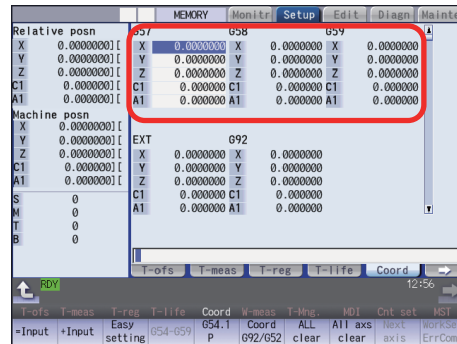 MEMORY Monitr Setup Edit Diagn Mainte
Relative posn G57 G58 G59
X 0.0000000][ X 0.0000000 X 0.0000000 X 0.0000000
Y 0.0000000][ Y 0.0000000 Y 0.0000000 Y 0.0000000
Z 0.0000000][ Z 0.0000000 Z 0.0000000 Z 0.0000000
C1 0.000000][ C1 0.000000 C1 0.000000 C1 0.000000
A1 0.000000][ A1 0.000000 A1 0.000000 A1 0.000000
Machine posn
X 0.0000000][
Y 0.0000000][ EXT G92
Z 0.0000000][ X 0.0000000 X 0.0000000
C1 0.000000][ Y 0.0000000 Y 0.0000000
A1 0.000000][ Z 0.0000000 Z 0.0000000
S 0 C1 0.000000 C1 0.000000
M 0 A1 0.000000 A1 0.000000
T 0
B 0
T-ofs T-meas T-reg T-life Coord
RDY 12:56
T-ofs T-meas T-reg T-life Coord W-meas T-Mng. MDI Cnt set MST
=Input +Input Easy setting G54-G59 G54.1 P Coord G92/G52 ALL clear All axs clear Next axis WorkSe ErrCom